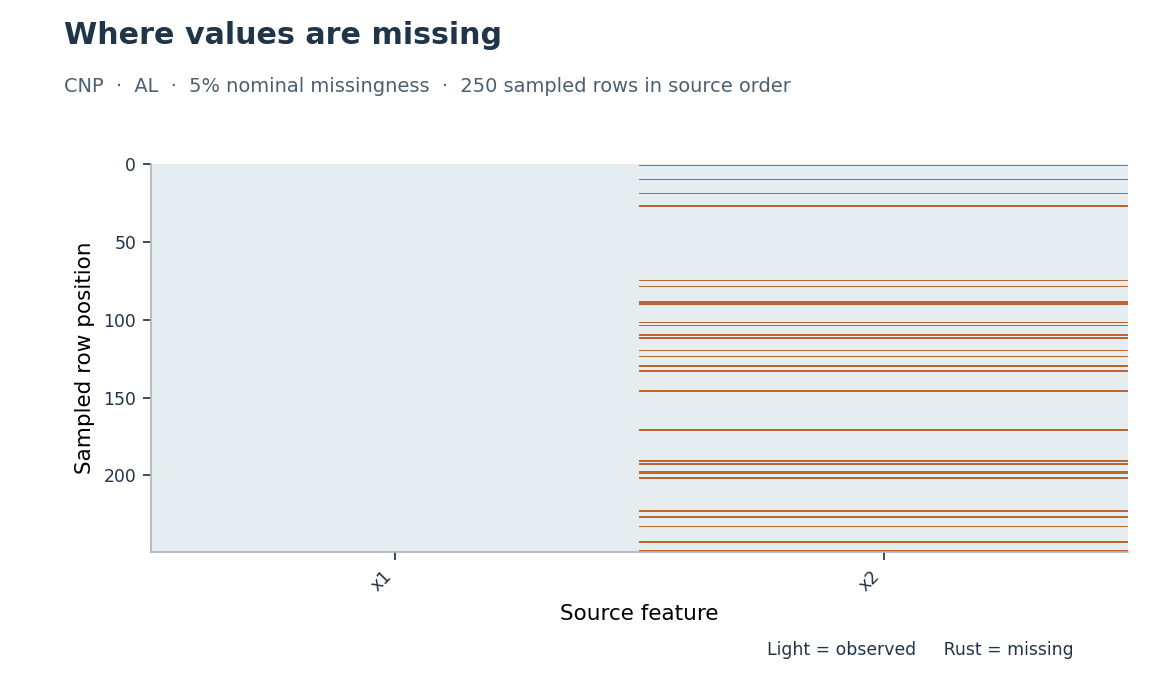 Where values are missing
CNP · AL · 5% nominal missingness · 250 sampled rows in source order
0
50
100
150
200
Sampled row position
x1
x2
Source feature
Light = observed Rust = missing